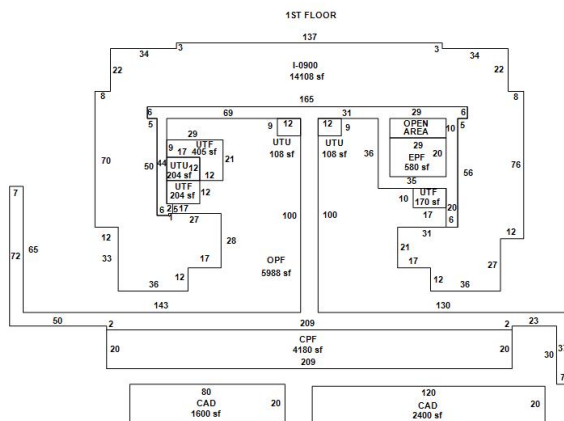 1ST FLOOR
137
34 3 3 34
I-0900
14108 sf
22 22
8 8
165
6 6
69 31 29
5 9 12 12 9 OPEN AREA 10 5
29 UTU UTU 29
9 UTF 108 sf 108 sf EPF 20
17 405 sf 21 36 580 sf
50 44 UTU 12 56
204 sf 12 35
UTF 12 10 UTF 20
204 sf 170 sf
70 76
2 5 17 17
6 27 100 100 31 6
12 28 OPF 21 12
33 5988 sf
17 17 27
12 12
36 36
7
65
72
143 130
50 2 209 2 23
20 CPF 20 30
4180 sf
209
7
80 120
CAD 20 CAD 20
1600 sf 2400 sf